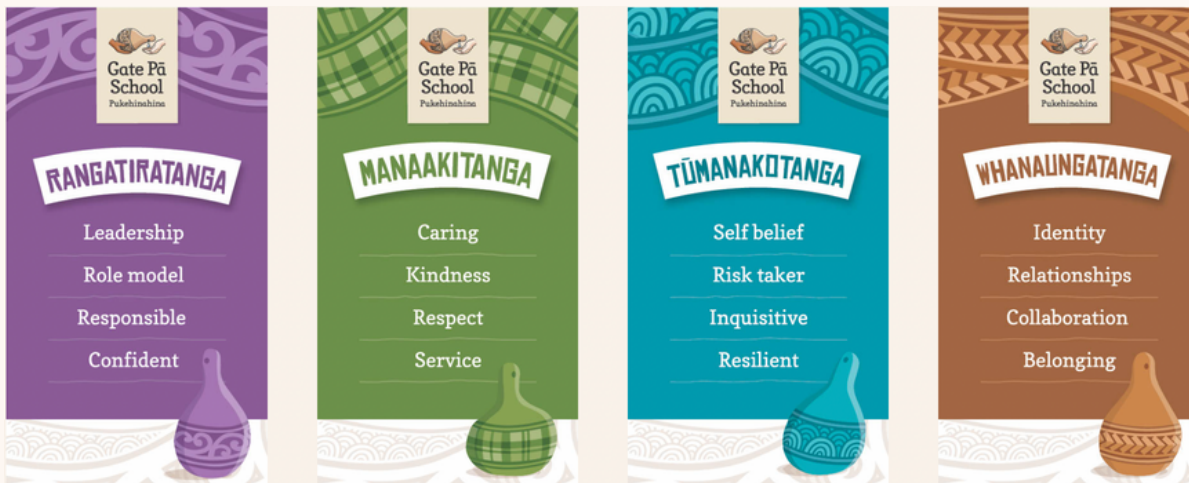 Gate Pā
School
Pukehinahina
RANGATIRATANGA
Leadership
Role model
Responsible
Confident
Gate Pā
School
Pukehinahina
MANAAKITANGA
Caring
Kindness
Respect
Service
Gate Pā
School
Pukehinahina
TŪMANAKOTANGA
Self belief
Risk taker
Inquisitive
Resilient
Gate Pā
School
Pukehinahina
WHANAUNGATANGA
Identity
Relationships
Collaboration
Belonging